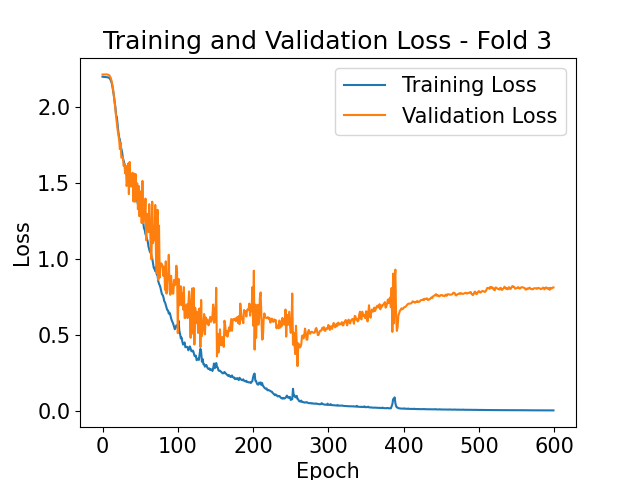 Training and Validation Loss - Fold 3
Training Loss
Validation Loss
2.0
1.5
1.0
0.5
0.0
Loss
0 100 200 300 400 500 600
Epoch